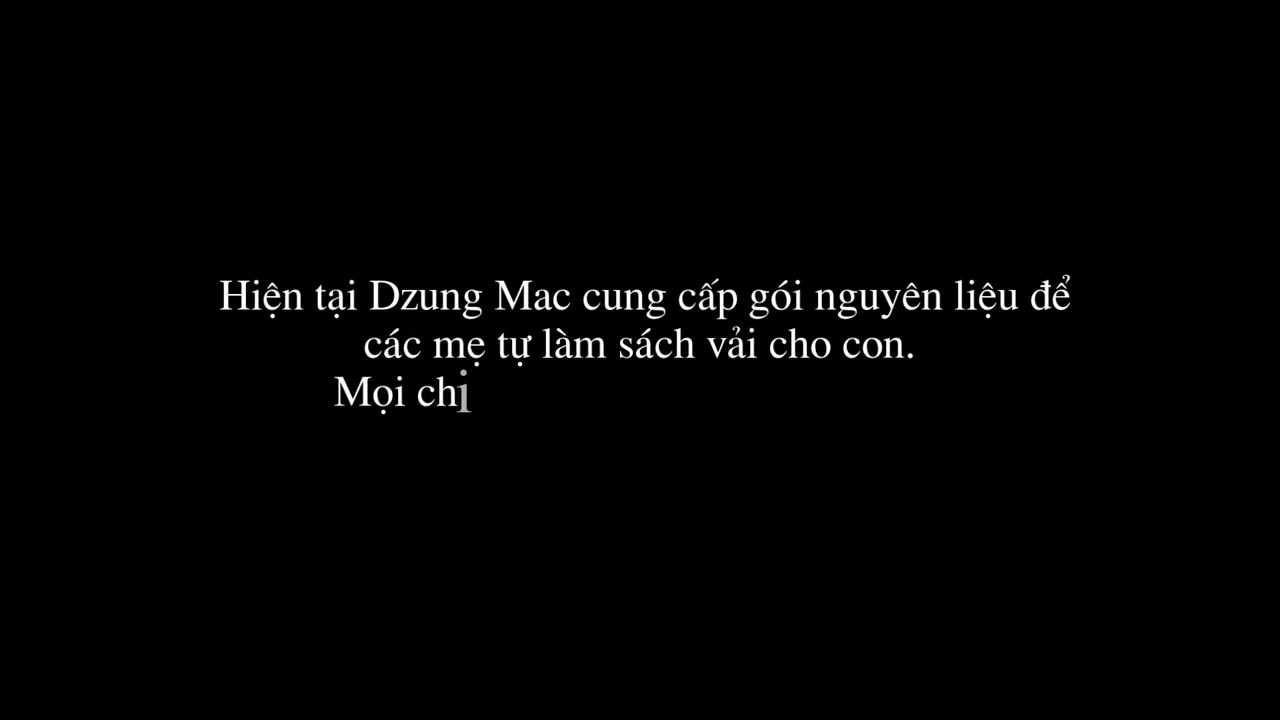 Hiện tại Dzung Mac cung cấp gói nguyên liệu để
các mẹ tự làm sách vải cho con.
Mọi chi